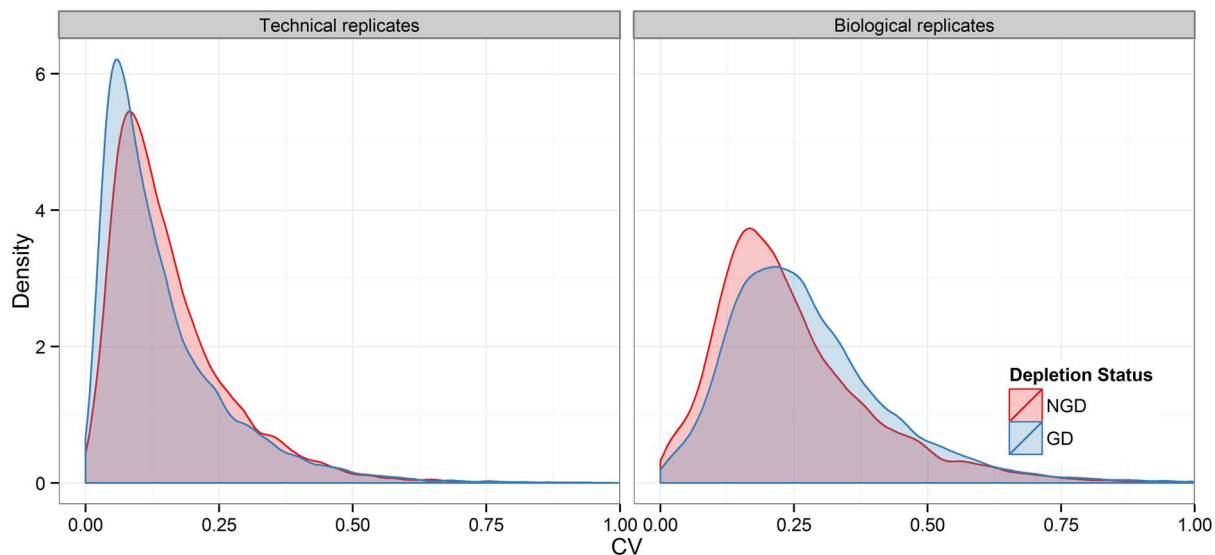 Technical replicates
Biological replicates
Density
6
4
2
0
Depletion Status
NGD
GD
0.00 0.25 0.50 0.75 1.00 0.00 0.25 0.50 0.75 1.00
CV